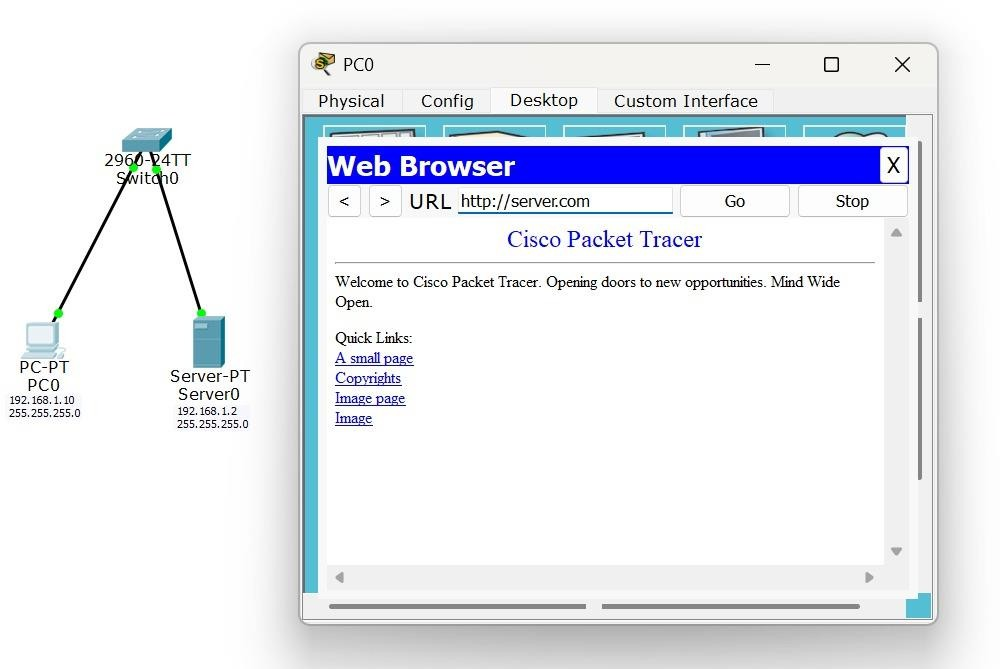 2960-24TT
Switch0
PC-PT
PC0
192.168.1.10
255.255.255.0
Server-PT
Server0
192.168.1.2
255.255.255.0
PC0
Physical Config Desktop Custom Interface
Web Browser X
< > URL http://server.com Go Stop
Cisco Packet Tracer
Welcome to Cisco Packet Tracer. Opening doors to new opportunities. Mind Wide
Open.
Quick Links:
A small page
Copyrights
Image page
Image